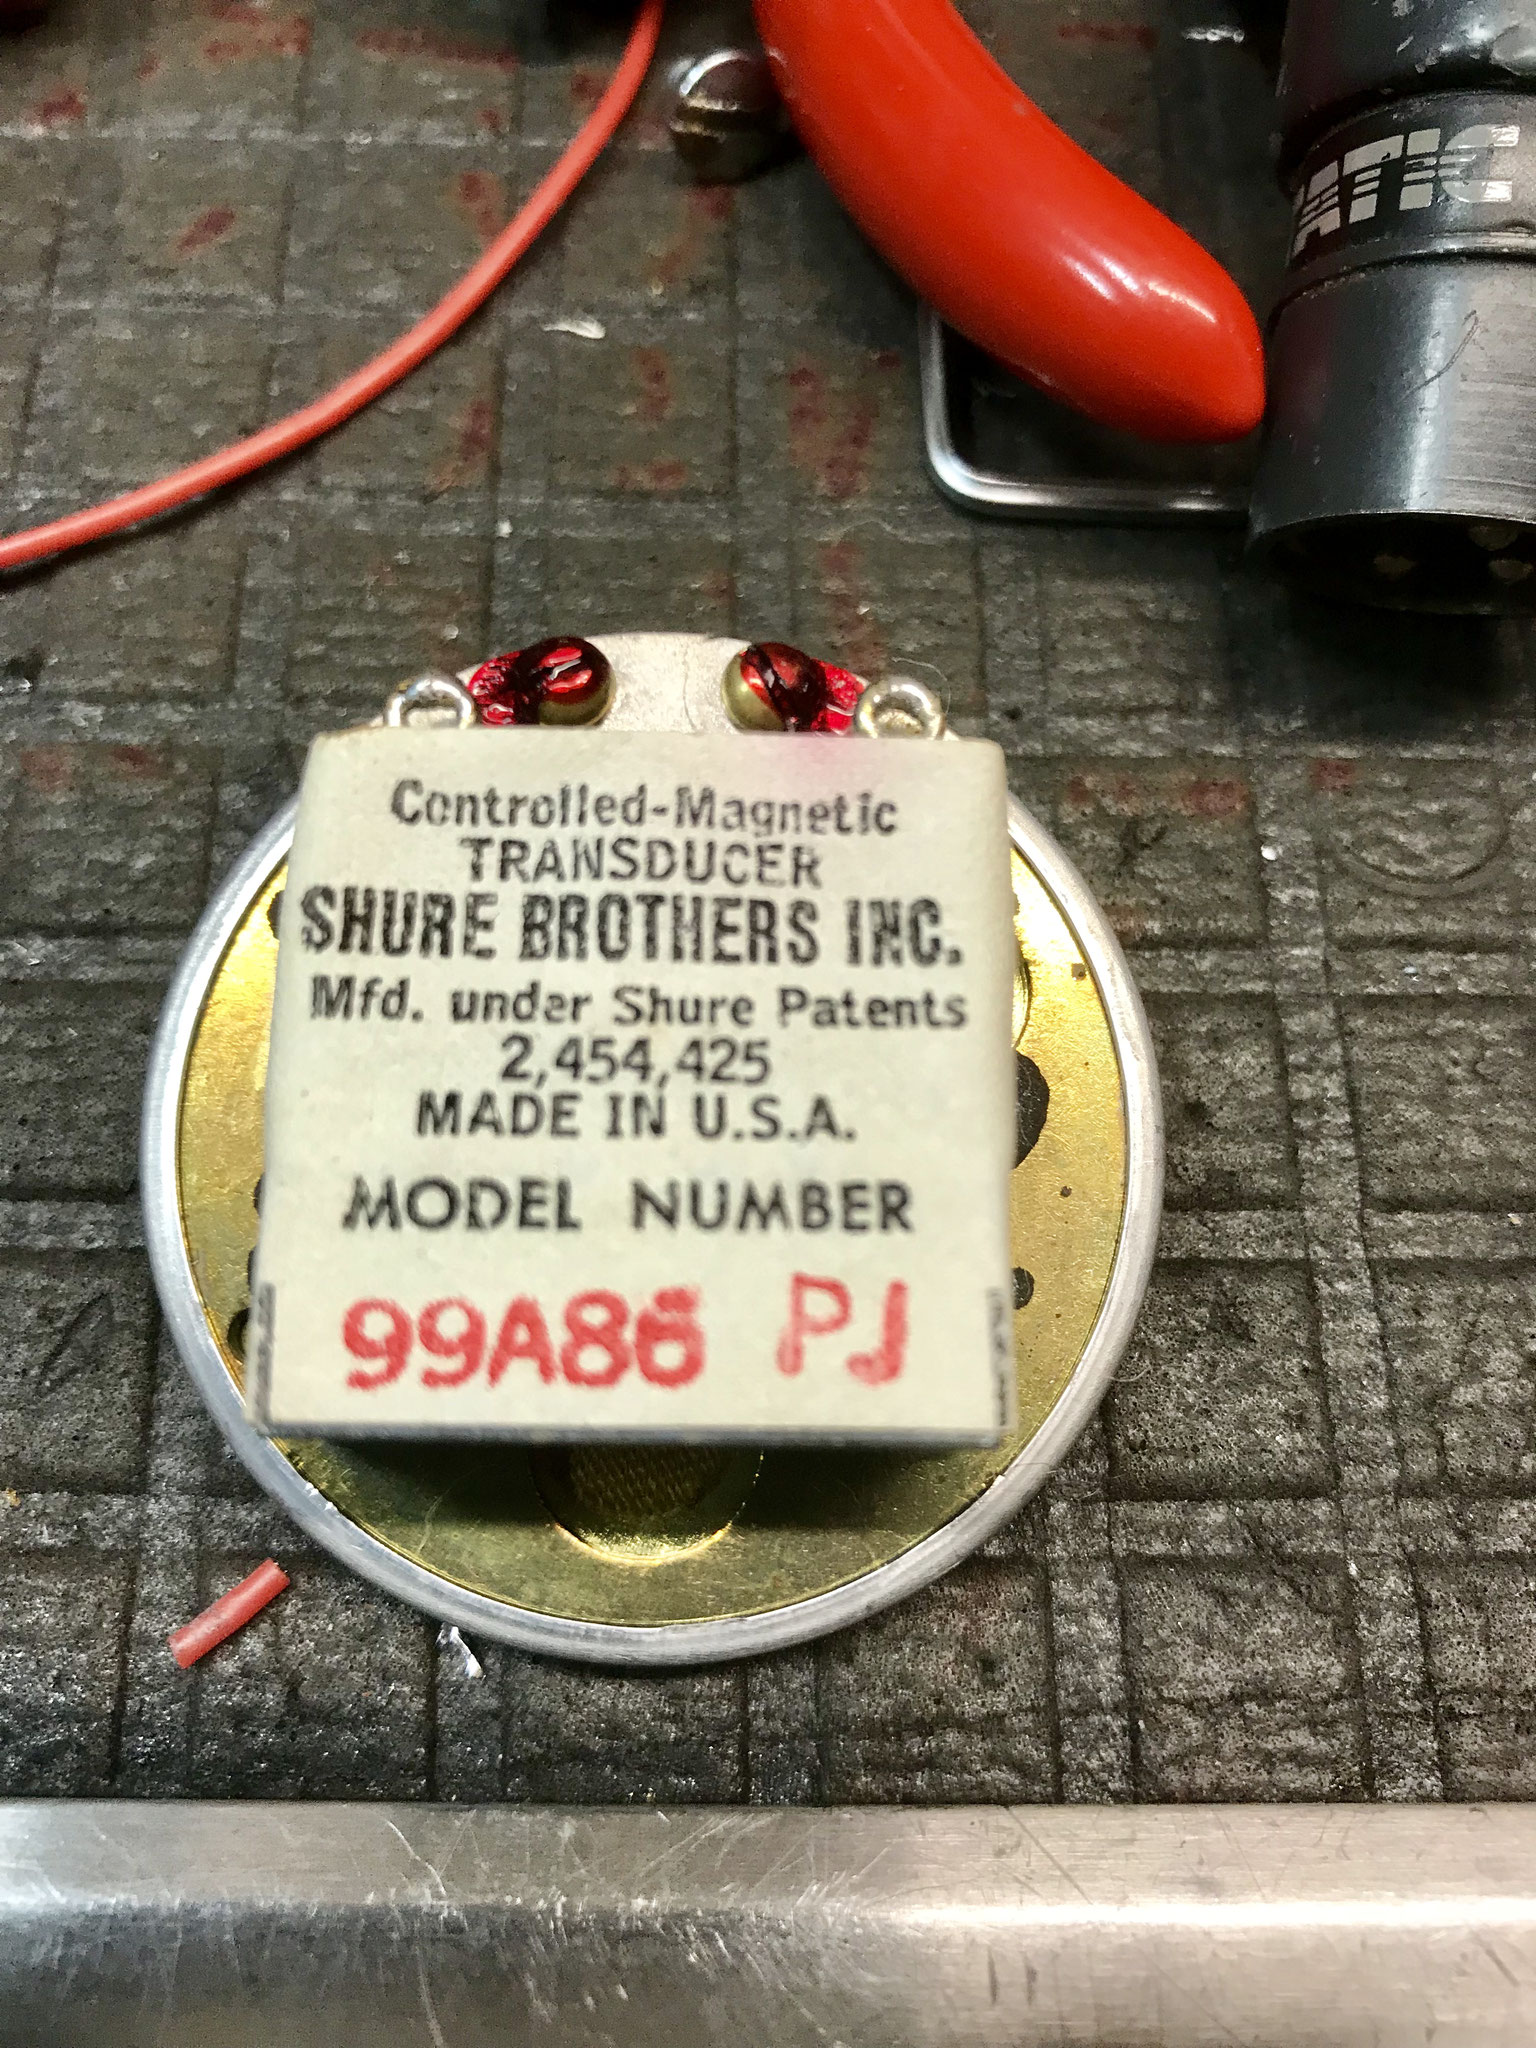 ATIC
Controlled-Magnetic
TRANSDUCER
SHURE BROTHERS INC.
Mfd. under Shure Patents
2,454,425
MADE IN U.S.A.
MODEL NUMBER
99A86 PJ